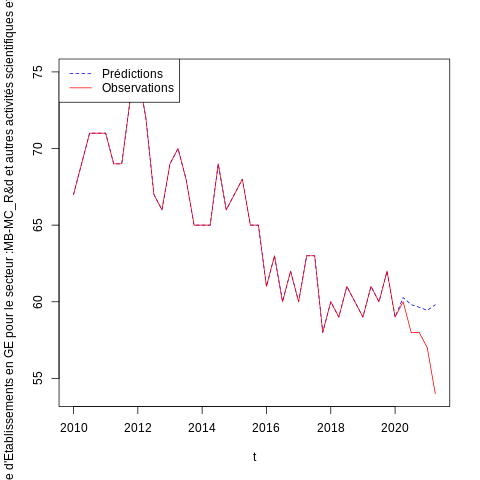 e d'Etablissements en GE pour le secteur :MB-MC_R&d et autres activités scientifiques e
Prédictions
Observations
75
70
65
60
55
2010
2012
2014
2016
2018
2020
t